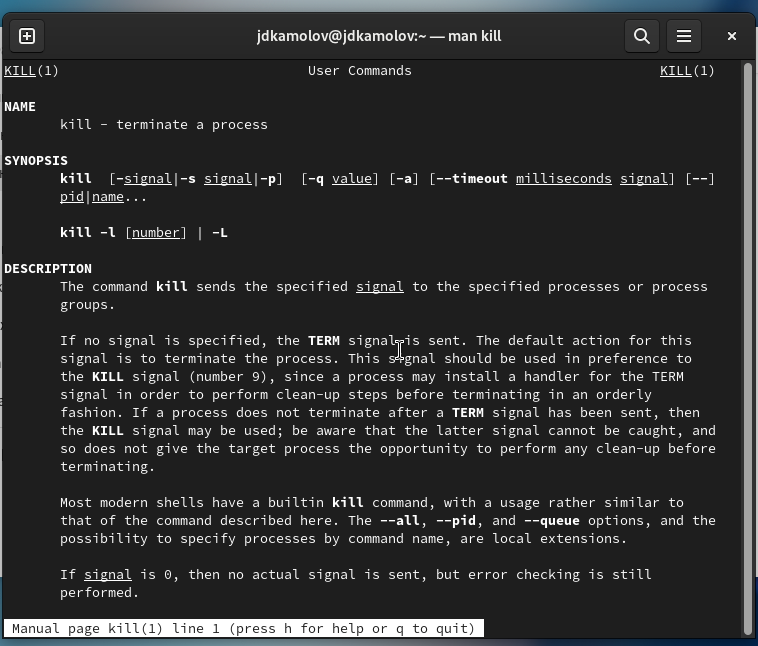 jdkamolov@jdkamolov:~ — man kill
KILL(1) User Commands KILL(1)
NAME
kill - terminate a process
SYNOPSIS
kill [-signal|-s signal|-p] [-q value] [-a] [--timeout milliseconds signal] [--]
pid|name...
kill -l [number] | -L
DESCRIPTION
The command kill sends the specified signal to the specified processes or process
groups.
If no signal is specified, the TERM signal is sent. The default action for this
signal is to terminate the process. This signal should be used in preference to
the KILL signal (number 9), since a process may install a handler for the TERM
signal in order to perform clean-up steps before terminating in an orderly
fashion. If a process does not terminate after a TERM signal has been sent, then
the KILL signal may be used; be aware that the latter signal cannot be caught, and
so does not give the target process the opportunity to perform any clean-up before
terminating.
Most modern shells have a builtin kill command, with a usage rather similar to
that of the command described here. The --all, --pid, and --queue options, and the
possibility to specify processes by command name, are local extensions.
If signal is 0, then no actual signal is sent, but error checking is still
performed.
Manual page kill(1) line 1 (press h for help or q to quit)